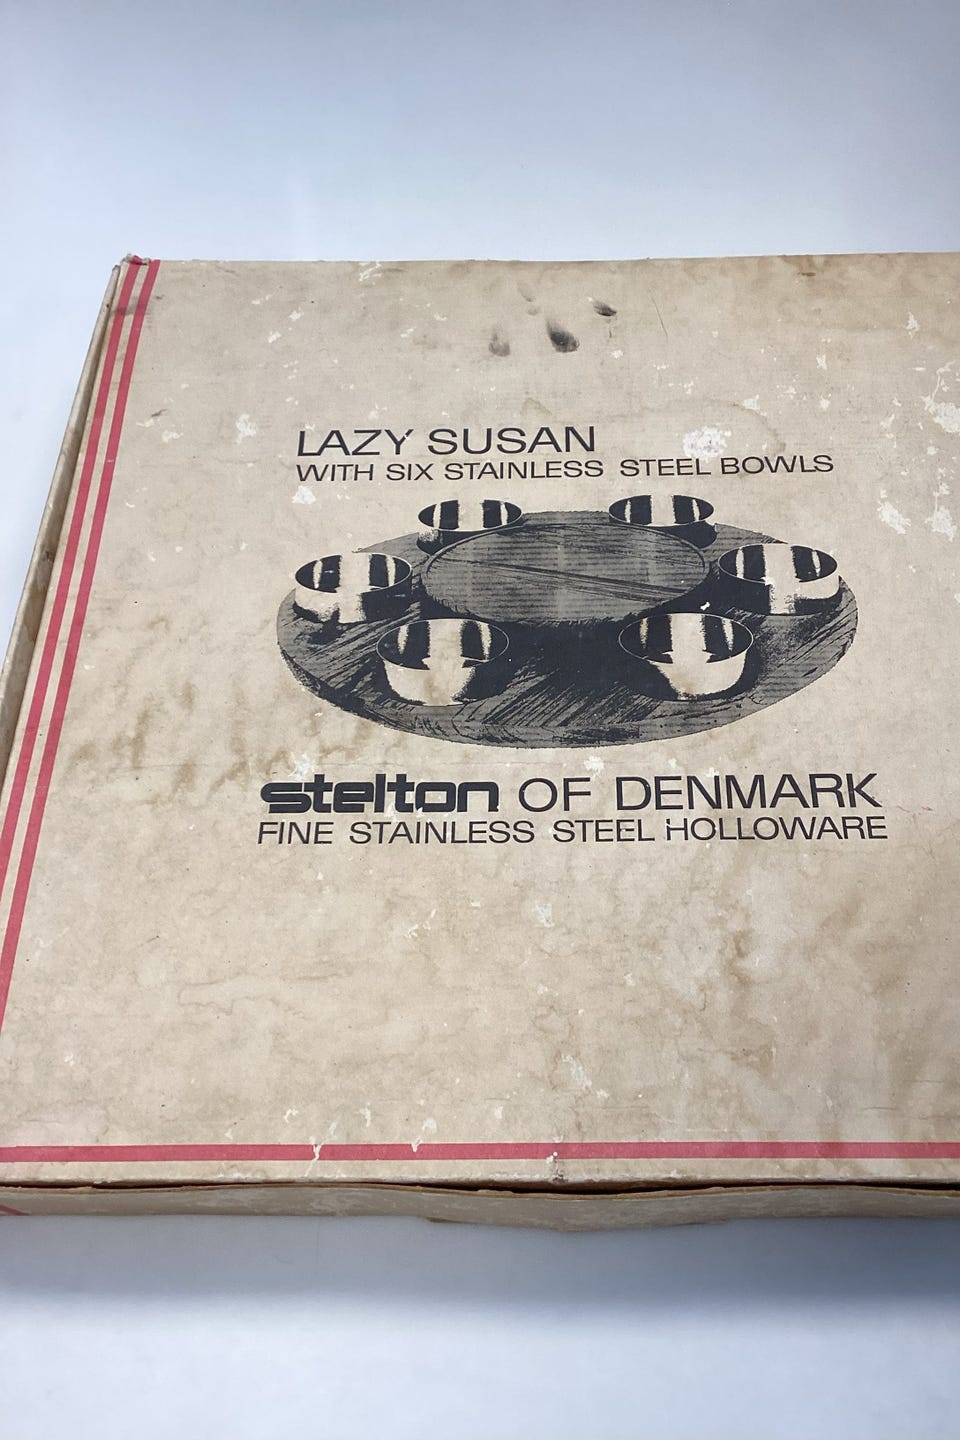 LAZY SUSAN
WITH SIX STAINLESS STEEL BOWLS
stelton OF DENMARK
FINE STAINLESS STEEL HOLLOWARE